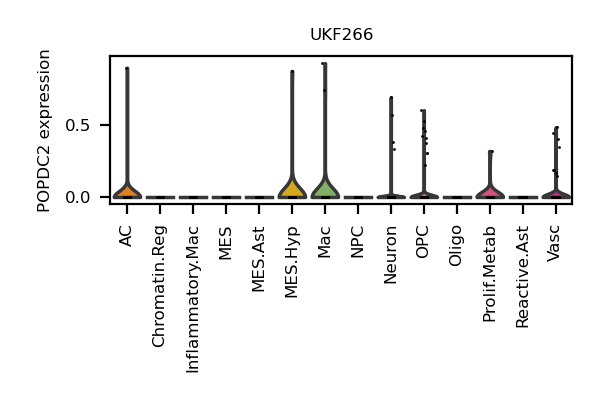 UKF266
POPDC2 expression
0.5
0.0
AC
Chromatin.Reg
Inflammatory.Mac
MES
MES.Ast
MES.Hyp
Mac
NPC
Neuron
OPC
Oligo
Prolif.Metab
Reactive.Ast
Vasc